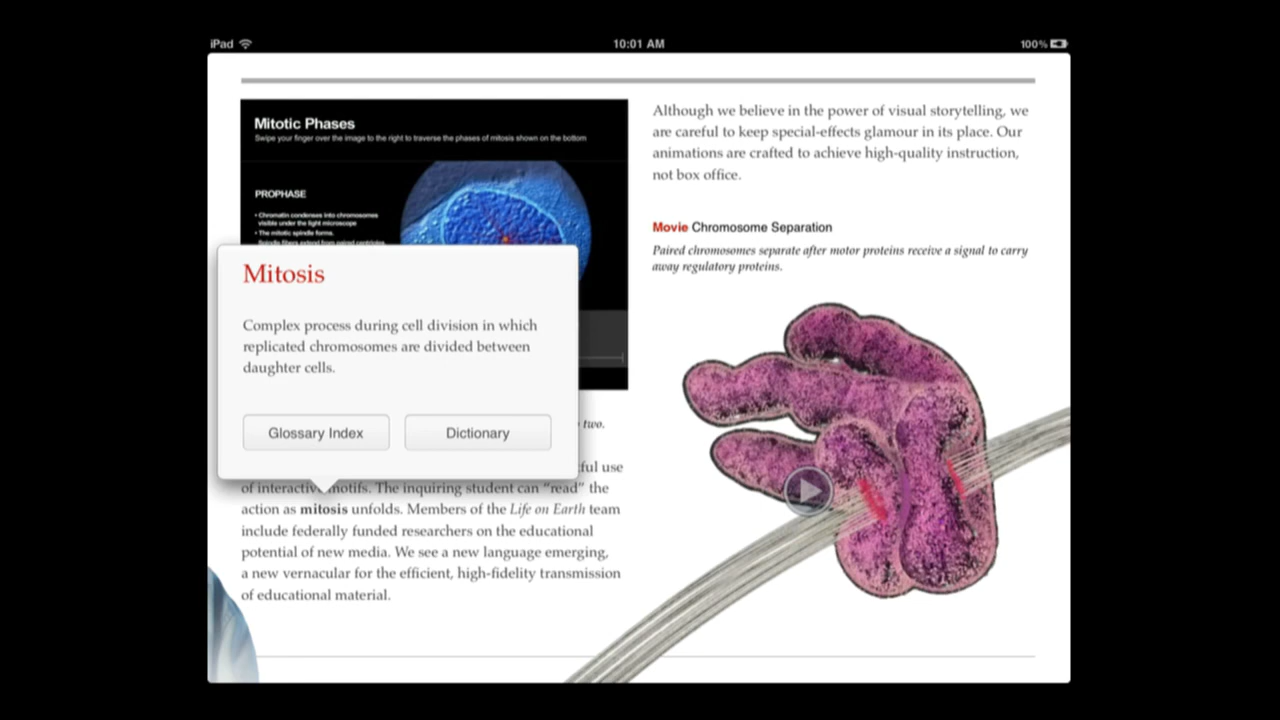 iPad
10:01 AM
100%
Mitotic Phases
Swipe your finger over the image to the right to traverse the phases of mitosis shown on the bottom
PROPHASE
• Chromatin condenses into chromosomes
visible under the light microscope
• The mitotic spindle forms.
Spindle fibers extend from paired centrioles
Mitosis
Complex process during cell division in which
replicated chromosomes are divided between
daughter cells.
Glossary Index
Dictionary
two.
ful use
of interactive motifs. The inquiring student can “read” the
action as mitosis unfolds. Members of the Life on Earth team
include federally funded researchers on the educational
potential of new media. We see a new language emerging,
a new vernacular for the efficient, high-fidelity transmission
of educational material.
Although we believe in the power of visual storytelling, we
are careful to keep special-effects glamour in its place. Our
animations are crafted to achieve high-quality instruction,
not box office.
Movie Chromosome Separation
Paired chromosomes separate after motor proteins receive a signal to carry
away regulatory proteins.